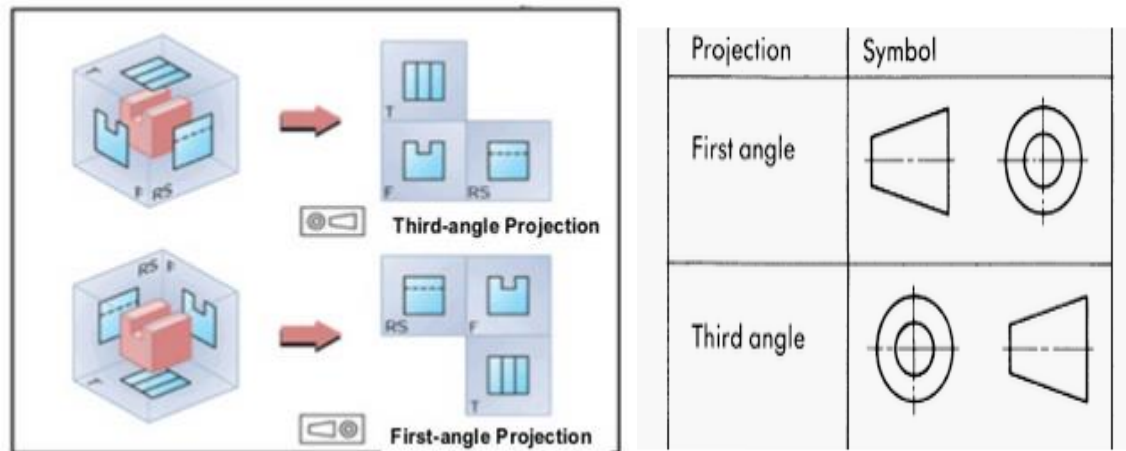 T
T
F RS
F RS
Third-angle Projection
RS F
RS F
T
T
First-angle Projection
Projection Symbol
First angle
Third angle